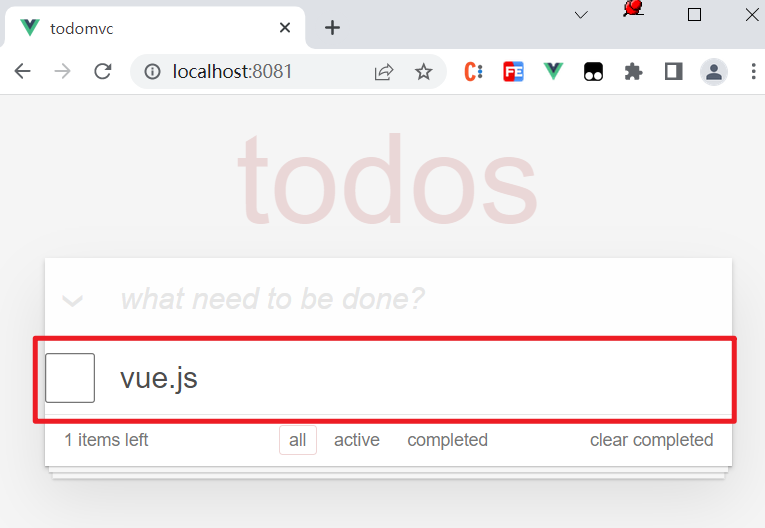 todomvc
localhost:8081
todos
what need to be done?
vue.js
1 items left all active completed clear completed